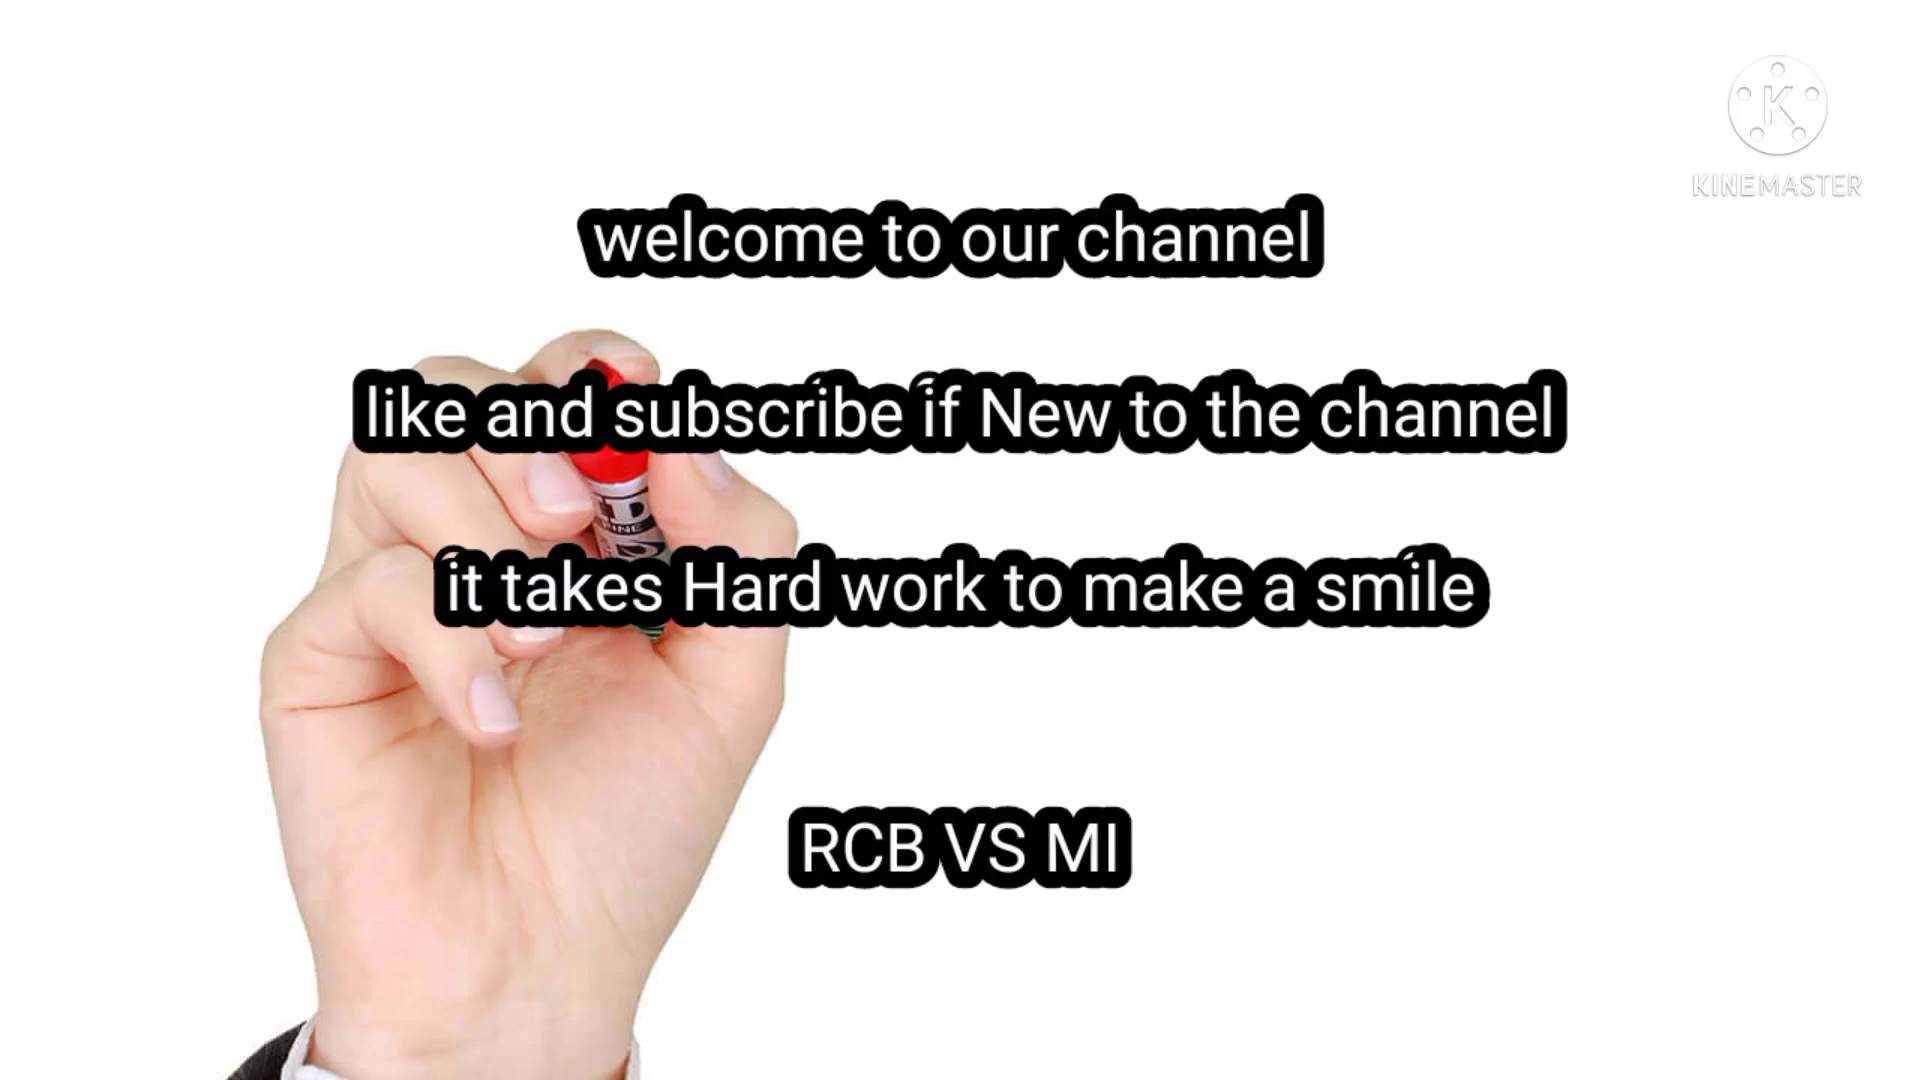 KINEMASTER
welcome to our channel
like and subscribe if New to the channel
it takes Hard work to make a smile
RCB VS MI